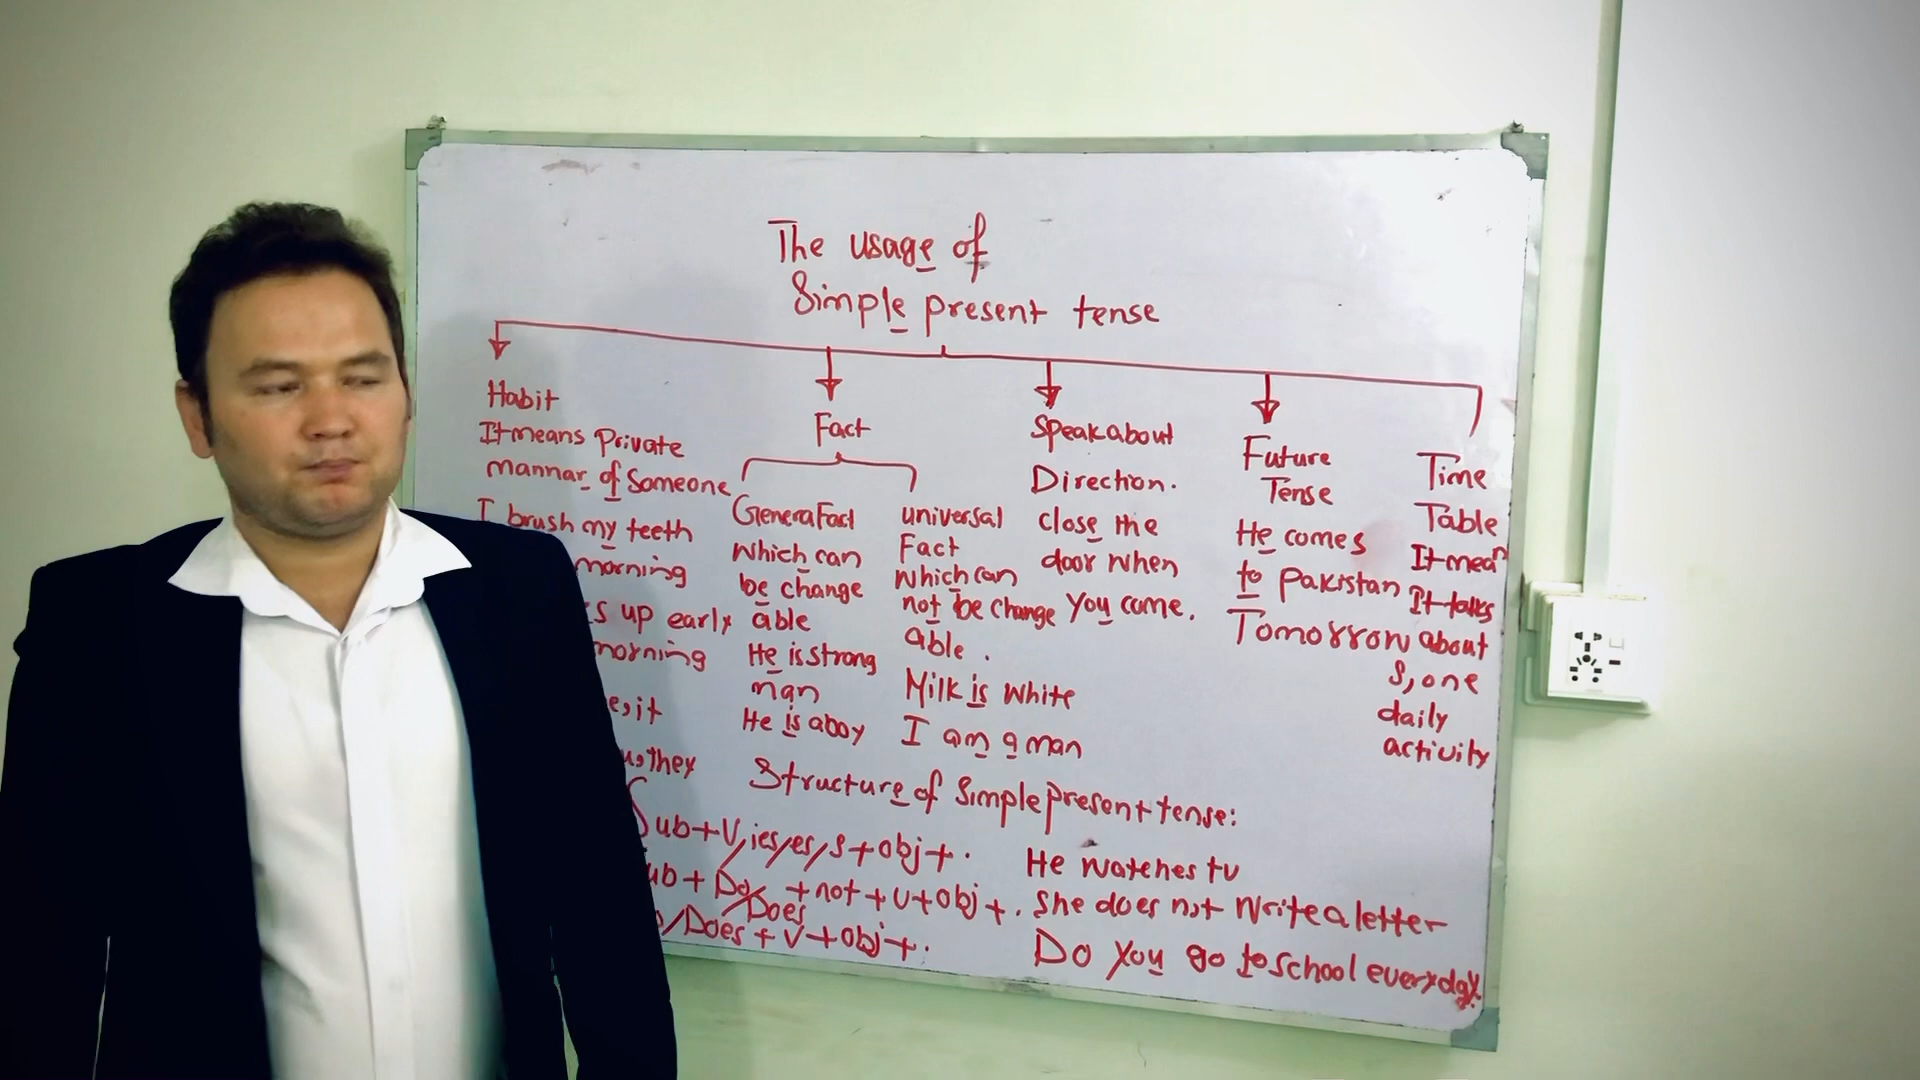 The usage of
Simple present tense
Habit
It means Private
mannar of Someone
I brush my teeth
morning
up early
morning
it
they
Fact
GeneraFact
which can
be change
able
He is strong
man
He is a boy
universal
Fact
which can
not be change
able.
Milk is white
I am a man
Speak about
Direction.
close the
door when
You come.
Future
Tense
He comes
to Pakistan
Tomorrow
Time
Table
It mean
It talks
about
S, one
daily
activity
Structure of Simple Present tense:
Sub+V/ies/es/s+obj+.
He watches tv
+ Do/Does +not+v+obj+.
She does not write a letter
/Does+v+obj+.
Do you go to school everyday.